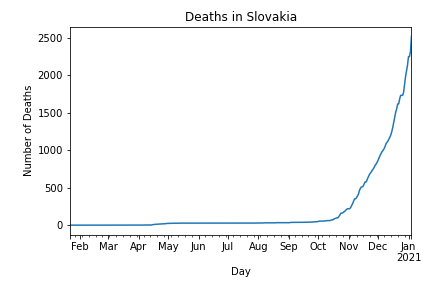 Deaths in Slovakia
Number of Deaths
2500
2000
1500
1000
500
0
Feb Mar Apr May Jun Jul Aug Sep Oct Nov Dec Jan
2021
Day